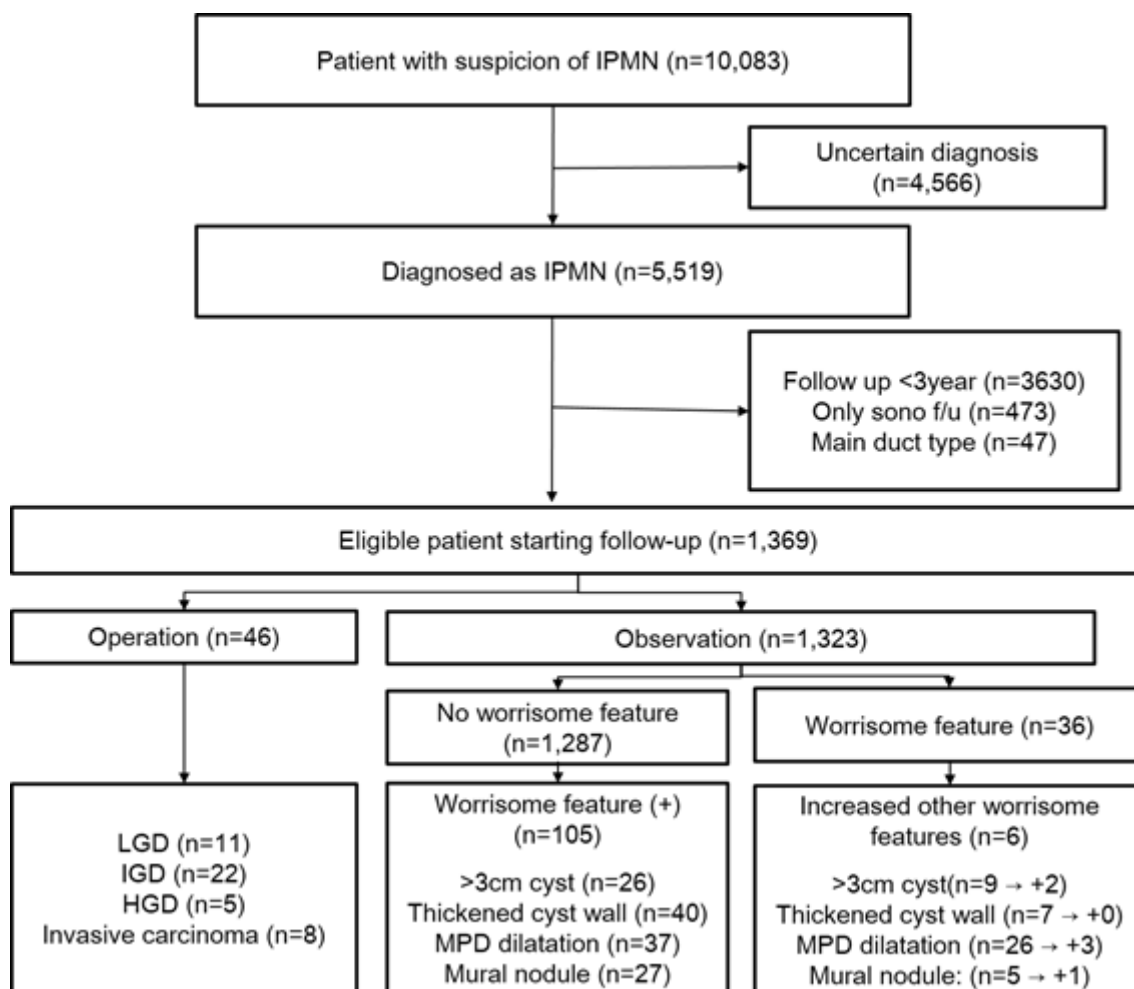 Patient with suspicion of IPMN (n=10,083)
Uncertain diagnosis
(n=4,566)
Diagnosed as IPMN (n=5,519)
Follow up <3year (n=3630)
Only sono f/u (n=473)
Main duct type (n=47)
Eligible patient starting follow-up (n=1,369)
Operation (n=46)
Observation (n=1,323)
No worrisome feature
(n=1,287)
Worrisome feature (n=36)
LGD (n=11)
IGD (n=22)
HGD (n=5)
Invasive carcinoma (n=8)
Worrisome feature (+)
(n=105)
>3cm cyst (n=26)
Thickened cyst wall (n=40)
MPD dilatation (n=37)
Mural nodule (n=27)
Increased other worrisome
features (n=6)
>3cm cyst(n=9 → +2)
Thickened cyst wall (n=7 → +0)
MPD dilatation (n=26 → +3)
Mural nodule: (n=5 → +1)